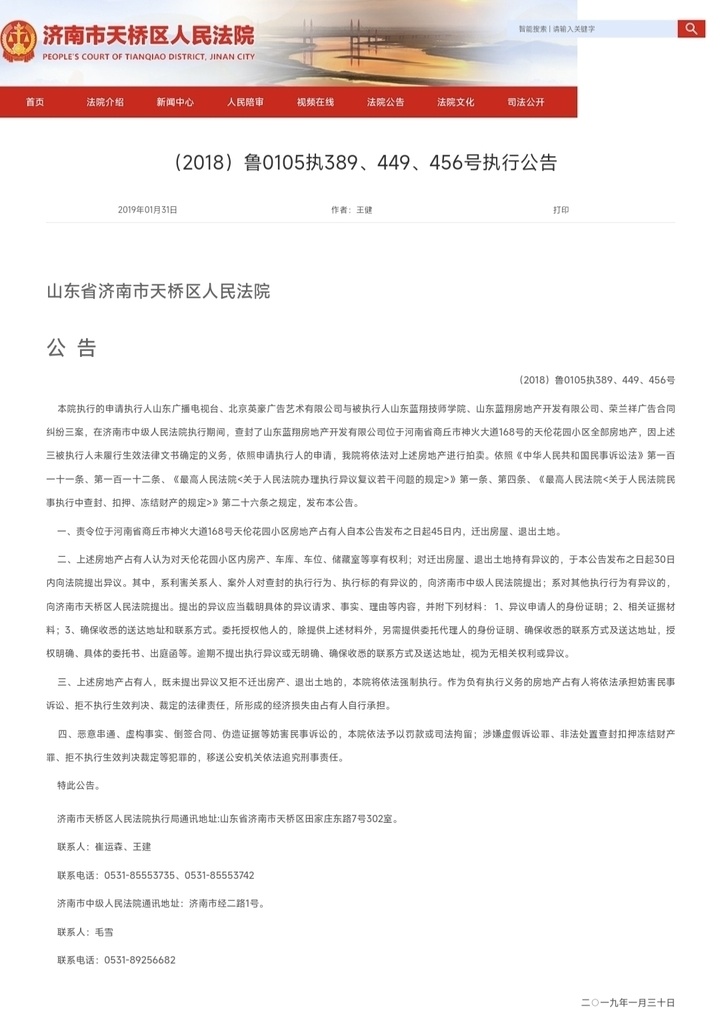 济南市天桥区人民法院
PEOPLE'S COURT OF TIANQIAO DISTRICT, JINAN CITY
智能搜索 | 请输入关键字
首页 法院介绍 新闻中心 人民陪审 视频在线 法院公告 法院文化 司法公开
（2018）鲁0105执389、449、456号执行公告
2019年01月31日 作者：王健 打印
山东省济南市天桥区人民法院
公 告
（2018）鲁0105执389、449、456号
本院执行的申请执行人山东广播电视台、北京英豪广告艺术有限公司与被执行人山东蓝翔技师学院、山东蓝翔房地产开发有限公司、荣兰祥广告合同
纠纷三案，在济南市中级人民法院执行期间，查封了山东蓝翔房地产开发有限公司位于河南省商丘市神火大道168号的天伦花园小区全部房地产，因上述
三被执行人未履行生效法律文书确定的义务，依照申请执行人的申请，我院将依法对上述房地产进行拍卖。依照《中华人民共和国民事诉讼法》第一百
一十一条、第一百一十二条、《最高人民法院<关于人民法院办理执行异议复议若干问题的规定>》第一条、第四条、《最高人民法院<关于人民法院民
事执行中查封、扣押、冻结财产的规定>》第二十六条之规定，发布本公告。
一、责令位于河南省商丘市神火大道168号天伦花园小区房地产占有人自本公告发布之日起45日内，迁出房屋、退出土地。
二、上述房地产占有人认为对天伦花园小区内房产、车库、车位、储藏室等享有权利；对迁出房屋、退出土地持有异议的，于本公告发布之日起30日
内向法院提出异议。其中，系利害关系人、案外人对查封的执行行为、执行标的有异议的，向济南市中级人民法院提出；系对其他执行行为有异议的，
向济南市天桥区人民法院提出。提出的异议应当载明具体的异议请求、事实、理由等内容，并附下列材料： 1、异议申请人的身份证明；2、相关证据材
料；3、确保收悉的送达地址和联系方式。委托授权他人的，除提供上述材料外，另需提供委托代理人的身份证明、确保收悉的联系方式及送达地址，授
权明确、具体的委托书、出庭函等。逾期不提出执行异议或无明确、确保收悉的联系方式及送达地址，视为无相关权利或异议。
三、上述房地产占有人，既未提出异议又拒不迁出房产、退出土地的，本院将依法强制执行。作为负有执行义务的房地产占有人将依法承担妨害民事
诉讼、拒不执行生效判决、裁定的法律责任，所形成的经济损失由占有人自行承担。
四、恶意串通、虚构事实、倒签合同、伪造证据等妨害民事诉讼的，本院依法予以罚款或司法拘留；涉嫌虚假诉讼罪、非法处置查封扣押冻结财产
罪、拒不执行生效判决裁定等犯罪的，移送公安机关依法追究刑事责任。
特此公告。
济南市天桥区人民法院执行局通讯地址:山东省济南市天桥区田家庄东路7号302室。
联系人：崔运森、王建
联系电话：0531-85553735、0531-85553742
济南市中级人民法院通讯地址：济南市经二路1号。
联系人：毛雪
联系电话：0531-89256682
二〇一九年一月三十日